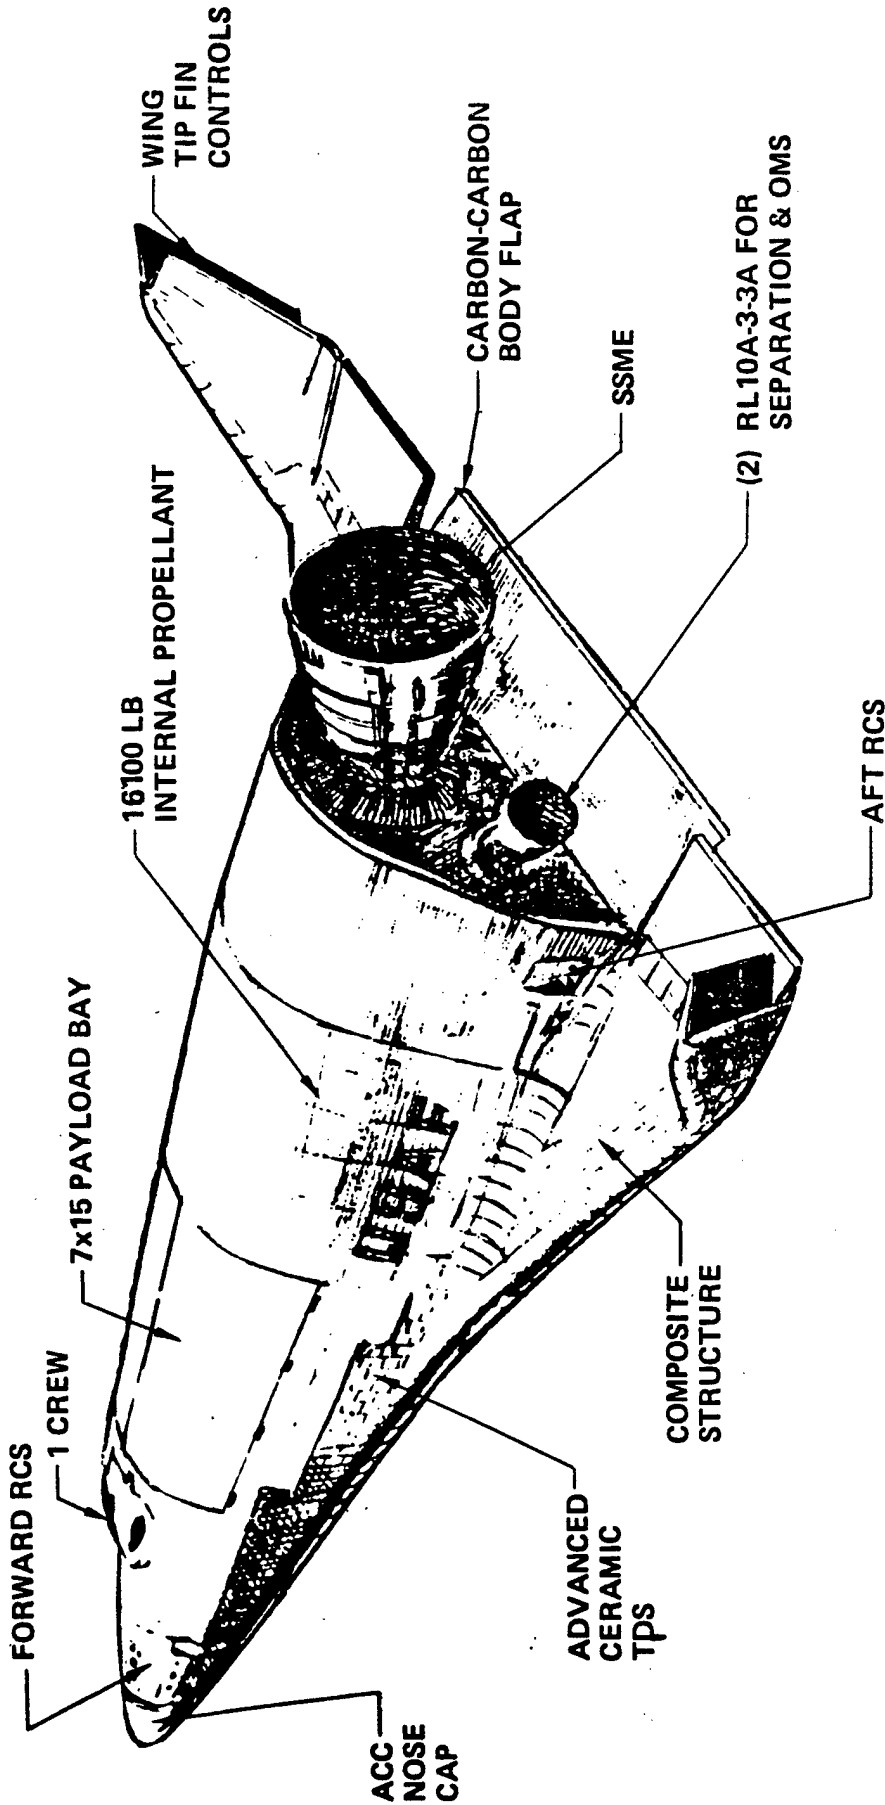 FORWARD RCS
1 CREW
7x15 PAYLOAD BAY
16100 LB
INTERNAL PROPELLANT
WING
TIP FIN
CONTROLS
CARBON-CARBON
BODY FLAP
SSME
(2) RL10A-3-3A FOR
SEPARATION & OMS
AFT RCS
COMPOSITE
STRUCTURE
ADVANCED
CERAMIC
TPS
ACC
NOSE
CAP
USAF